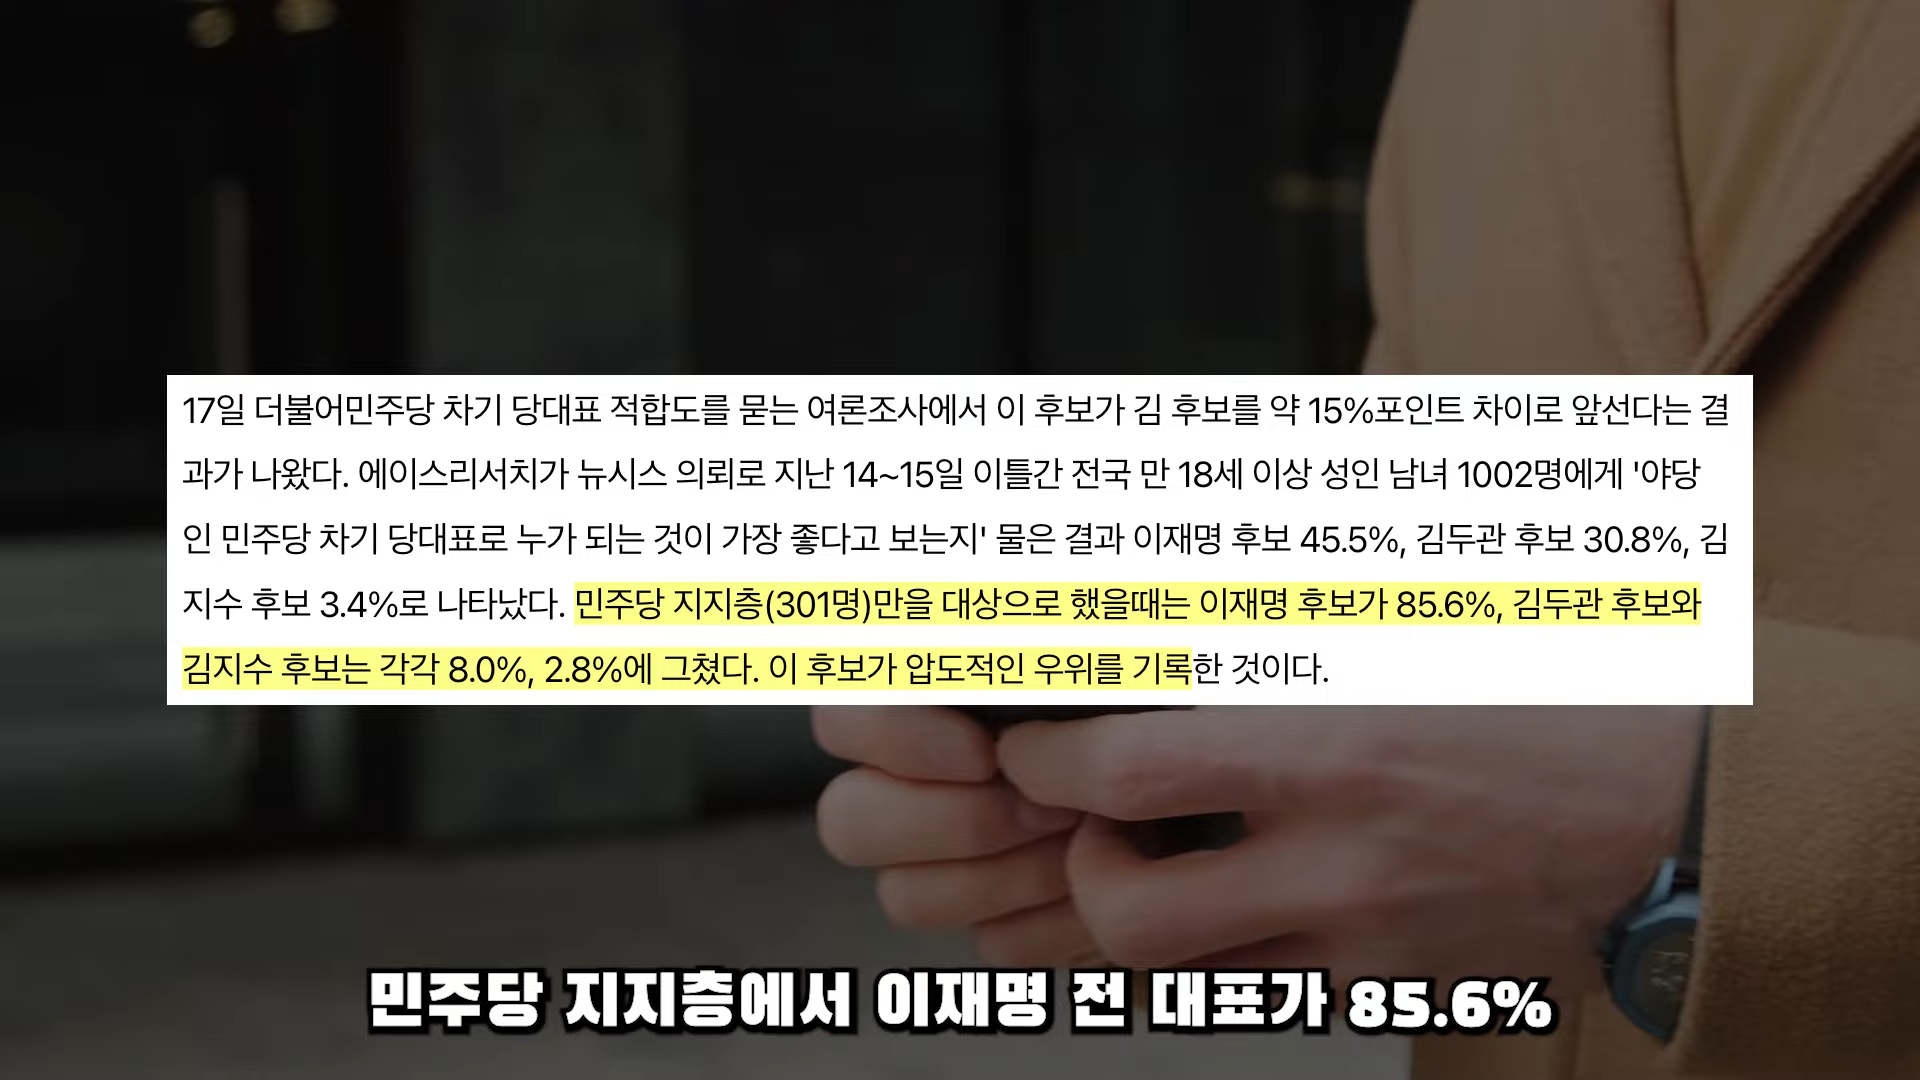 17일 더불어민주당 차기 당대표 적합도를 묻는 여론조사에서 이 후보가 김 후보를 약 15%포인트 차이로 앞선다는 결
과가 나왔다. 에이스리서치가 뉴시스 의뢰로 지난 14~15일 이틀간 전국 만 18세 이상 성인 남녀 1002명에게 '야당
인 민주당 차기 당대표로 누가 되는 것이 가장 좋다고 보는지' 물은 결과 이재명 후보 45.5%, 김두관 후보 30.8%, 김
지수 후보 3.4%로 나타났다. 민주당 지지층(301명)만을 대상으로 했을때는 이재명 후보가 85.6%, 김두관 후보와
김지수 후보는 각각 8.0%, 2.8%에 그쳤다. 이 후보가 압도적인 우위를 기록한 것이다.
민주당 지지층에서 이재명 전 대표가 85.6%